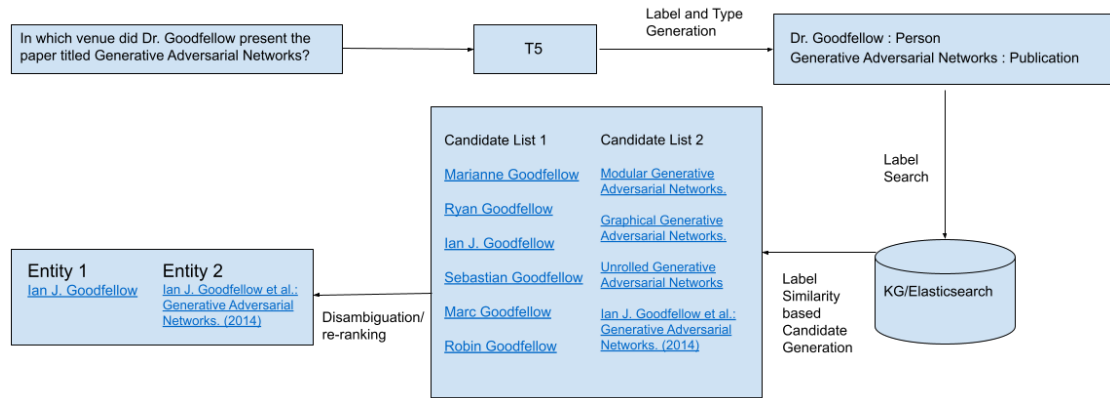 In which venue did Dr. Goodfellow present the
paper titled Generative Adversarial Networks?
T5
Label and Type
Generation
Dr. Goodfellow : Person
Generative Adversarial Networks : Publication
Label
Search
KG/Elasticsearch
Label
Similarity
based
Candidate
Generation
Candidate List 1
Marianne Goodfellow
Ryan Goodfellow
Ian J. Goodfellow
Sebastian Goodfellow
Marc Goodfellow
Robin Goodfellow
Candidate List 2
Modular Generative
Adversarial Networks.
Graphical Generative
Adversarial Networks.
Unrolled Generative
Adversarial Networks
Ian J. Goodfellow et al.:
Generative Adversarial
Networks. (2014)
Disambiguation/
re-ranking
Entity 1
Ian J. Goodfellow
Entity 2
Ian J. Goodfellow et al.:
Generative Adversarial
Networks. (2014)